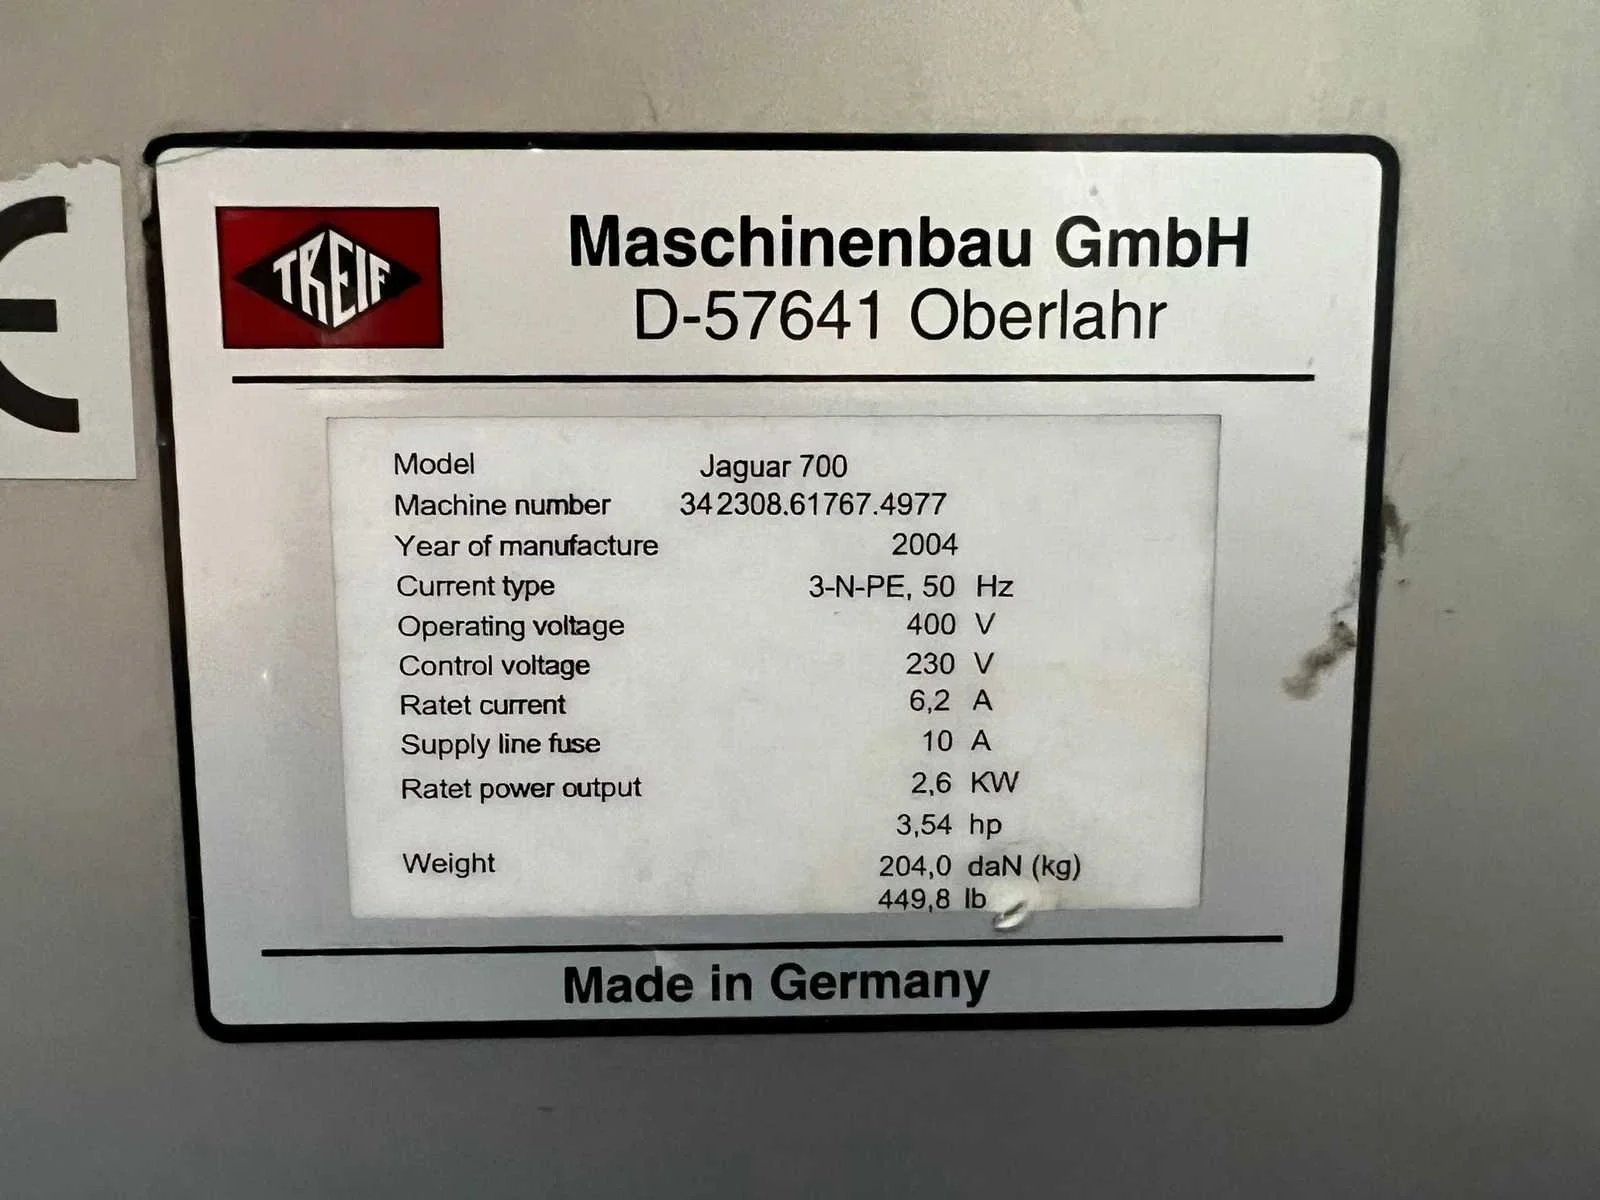 CE
TREIF
Maschinenbau GmbH
D-57641 Oberlahr
Model Jaguar 700
Machine number 342308.61767.4977
Year of manufacture 2004
Current type 3-N-PE, 50 Hz
Operating voltage 400 V
Control voltage 230 V
Ratet current 6,2 A
Supply line fuse 10 A
Ratet power output 2,6 KW
3,54 hp
Weight 204,0 daN (kg)
449,8 lb
Made in Germany